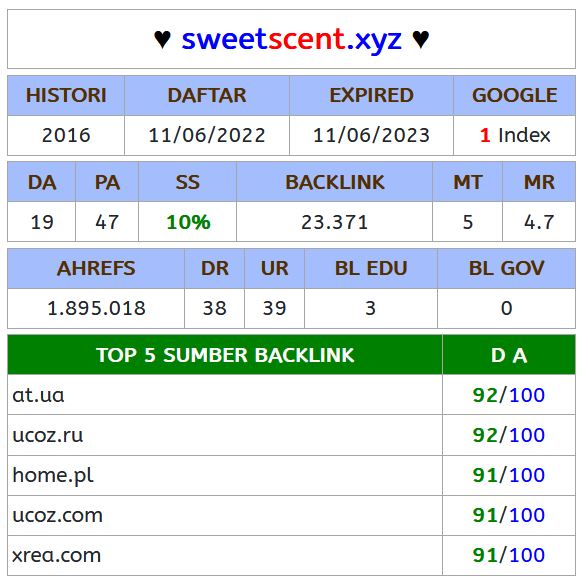 ♥ sweetscent.xyz ♥
HISTORI DAFTAR EXPIRED GOOGLE
2016 11/06/2022 11/06/2023 1 Index
DA PA SS BACKLINK MT MR
19 47 10% 23.371 5 4.7
AHREFS DR UR BL EDU BL GOV
1.895.018 38 39 3 0
TOP 5 SUMBER BACKLINK D A
at.ua 92/100
ucoz.ru 92/100
home.pl 91/100
ucoz.com 91/100
xrea.com 91/100